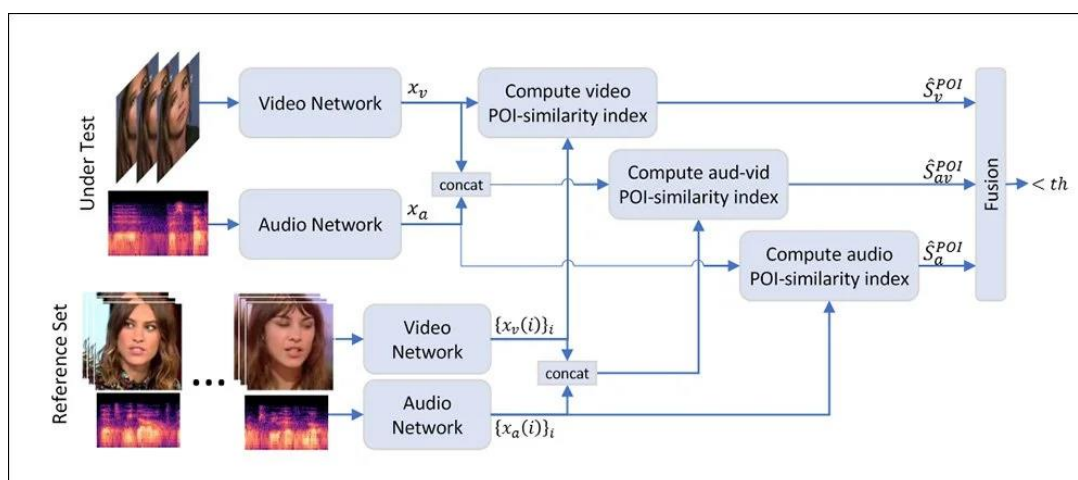 Under Test
Video Network
x_v
Compute video
POI-similarity index
Ŝ_v^{POI}
concat
Compute aud-vid
POI-similarity index
Ŝ_{av}^{POI}
Fusion
< th
Audio Network
x_a
Compute audio
POI-similarity index
Ŝ_a^{POI}
Reference Set
...
Video
Network
{x_v(i)}_i
concat
Audio
Network
{x_a(i)}_i